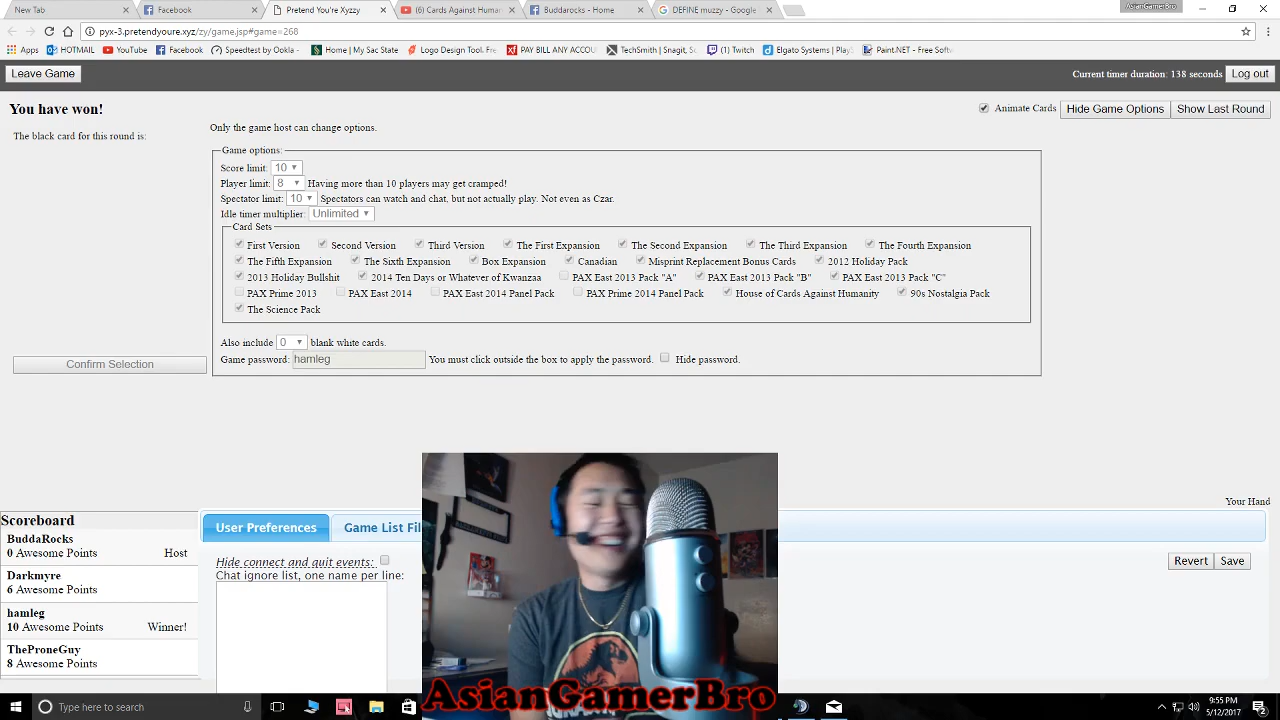 New Tab
Facebook
Pretend You're Xyzzy
(6) Cards Against Human
Buddarocks - Home
DEFINE muzzy - Google
AsianGamerBro
pyx-3.pretendyoure.xyz/zy/game.jsp#game=268
Apps
HOTMAIL
YouTube
Facebook
Speedtest by Ookla -
Home | My Sac State
Logo Design Tool. Fre
PAY BILL ANY ACCOU
TechSmith | Snagit, S
(1) Twitch
Elgato Systems | Play
Paint.NET - Free Soft
Leave Game
Current timer duration: 138 seconds
Log out
You have won!
Animate Cards
Hide Game Options
Show Last Round
The black card for this round is:
Only the game host can change options.
Game options:
Score limit: 10
Player limit: 8 Having more than 10 players may get cramped!
Spectator limit: 10 Spectators can watch and chat, but not actually play. Not even as Czar.
Idle timer multiplier: Unlimited
Card Sets
First Version Second Version Third Version The First Expansion The Second Expansion The Third Expansion The Fourth Expansion
The Fifth Expansion The Sixth Expansion Box Expansion Canadian Misprint Replacement Bonus Cards 2012 Holiday Pack
2013 Holiday Bullshit 2014 Ten Days or Whatever of Kwanzaa PAX East 2013 Pack "A" PAX East 2013 Pack "B" PAX East 2013 Pack "C"
PAX Prime 2013 PAX East 2014 PAX East 2014 Panel Pack PAX Prime 2014 Panel Pack House of Cards Against Humanity 90s Nostalgia Pack
The Science Pack
Also include 0 blank white cards.
Game password: hamleg You must click outside the box to apply the password. Hide password.
Confirm Selection
Your Hand
Scoreboard
BuddaRocks
0 Awesome Points Host
Darkmyre
6 Awesome Points
hamleg
10 Awesome Points Winner!
TheProneGuy
8 Awesome Points
User Preferences
Game List Fil
Hide connect and quit events:
Chat ignore list, one name per line:
Revert
Save
AsianGamerBro
Type here to search
9:55 PM
5/12/2017